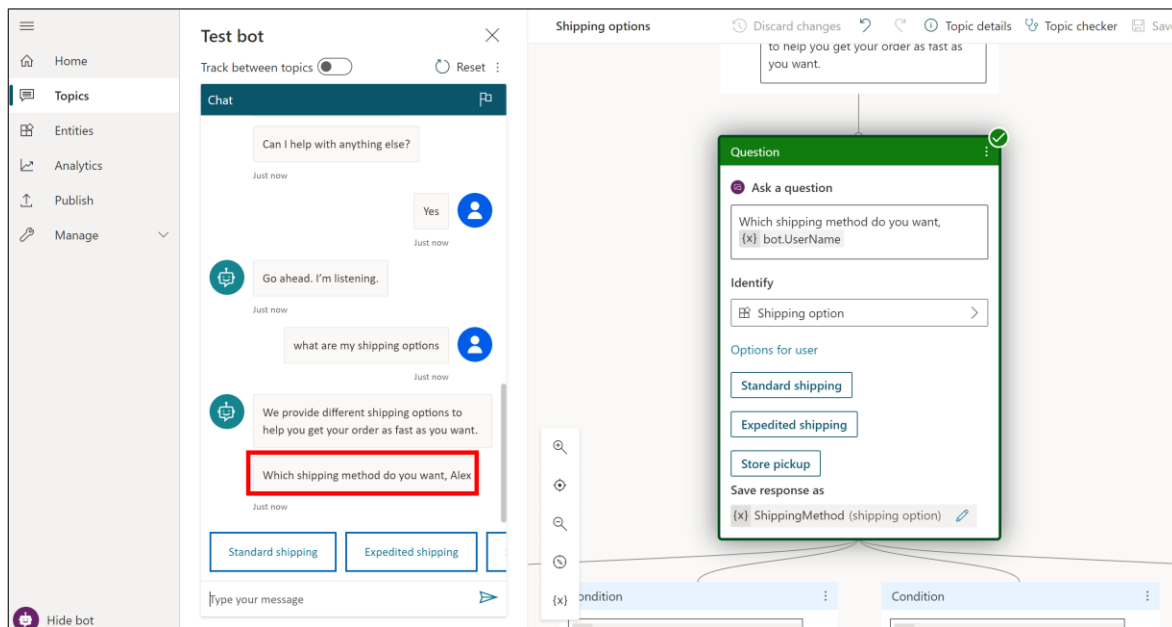 Home
Topics
Entities
Analytics
Publish
Manage
Hide bot
Test bot
Track between topics
Reset
Chat
Can I help with anything else?
Just now
Yes
Just now
Go ahead. I'm listening.
Just now
what are my shipping options
Just now
We provide different shipping options to
help you get your order as fast as you want.
Which shipping method do you want, Alex
Just now
Standard shipping
Expedited shipping
Type your message
Shipping options
Discard changes
Topic details
Topic checker
Save
to help you get your order as fast as
you want.
Question
Ask a question
Which shipping method do you want,
{x} bot.UserName
Identify
Shipping option
Options for user
Standard shipping
Expedited shipping
Store pickup
Save response as
{x} ShippingMethod (shipping option)
{x}
ondition
Condition